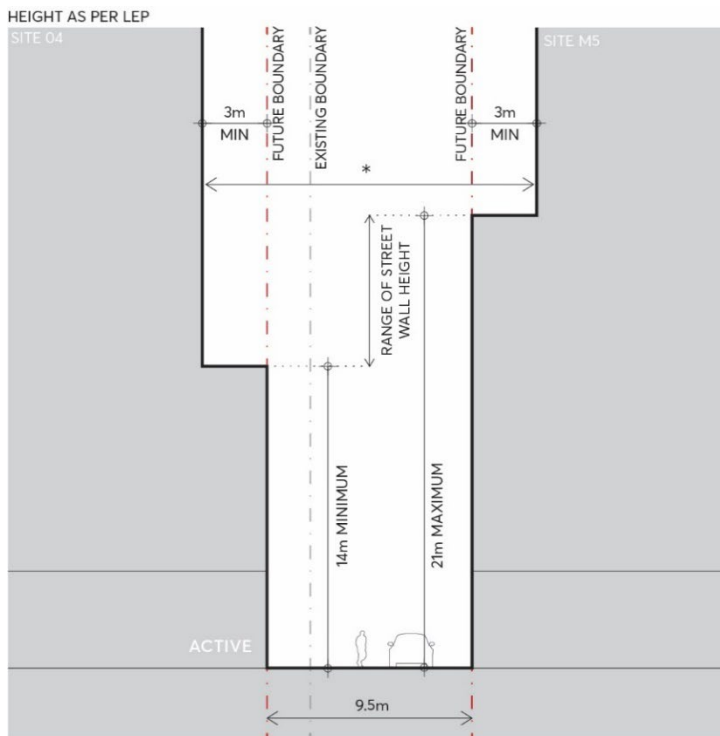 HEIGHT AS PER LEP
SITE 04
SITE M5
FUTURE BOUNDARY
EXISTING BOUNDARY
FUTURE BOUNDARY
3m
MIN
3m
MIN
*
RANGE OF STREET
WALL HEIGHT
14m MINIMUM
21m MAXIMUM
ACTIVE
9.5m